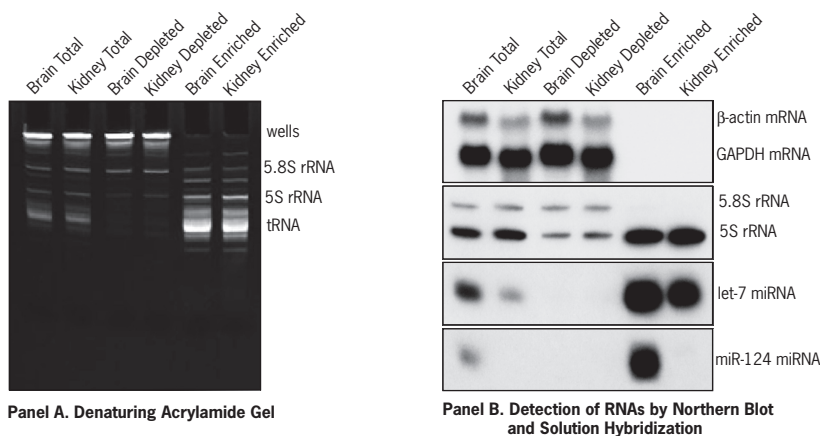 Brain Total
Kidney Total
Brain Depleted
Kidney Depleted
Brain Enriched
Kidney Enriched
wells
5.8S rRNA
5S rRNA
tRNA
Panel A. Denaturing Acrylamide Gel
Brain Total
Kidney Total
Brain Depleted
Kidney Depleted
Brain Enriched
Kidney Enriched
β-actin mRNA
GAPDH mRNA
5.8S rRNA
5S rRNA
let-7 miRNA
miR-124 miRNA
Panel B. Detection of RNAs by Northern Blot
and Solution Hybridization